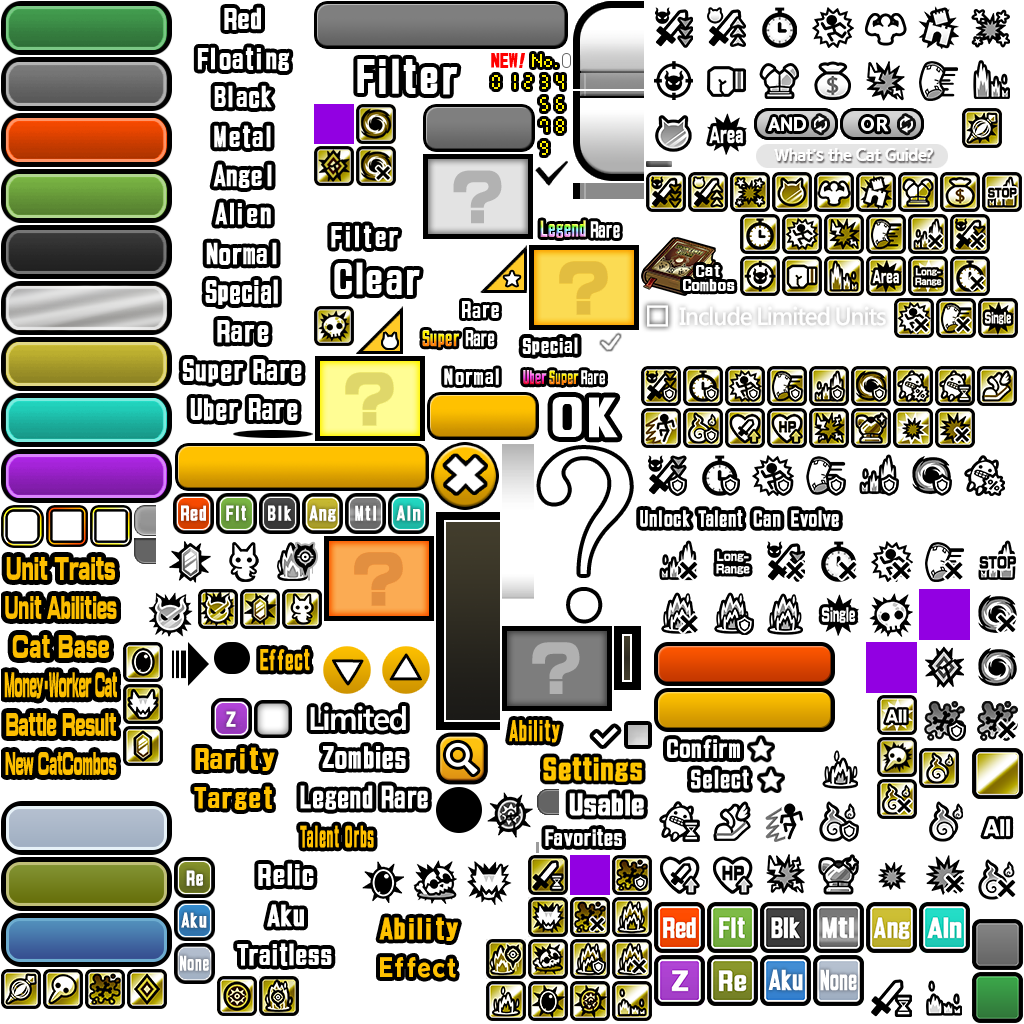 Red
Floating
Black
Metal
Angel
Alien
Normal
Special
Rare
Super Rare
Uber Rare
Filter
NEW! No.
0 1 2 3 4
5 6
9 8
9
Filter
Clear
Legend Rare
Rare
Super Rare
Special
Normal
Uber Super Rare
OK
Area
AND
OR
What's the Cat Guide?
STOP
Cat
Combos
Area
Long-
Range
Include Limited Units
Single
HP
Unlock Talent Can Evolve
Long-
Range
STOP
Single
Red
Flt
Blk
Ang
Mtl
Aln
Unit Traits
Unit Abilities
Cat Base
Money·Worker Cat
Battle Result
New CatCombos
Effect
Z
Limited
Rarity
Zombies
Target
Legend Rare
Talent Orbs
Ability
Settings
Usable
Favorites
All
Confirm
Select
All
HP
Re
Aku
None
Relic
Aku
Traitless
Ability
Effect
Red
Flt
Blk
Mtl
Ang
Aln
Z
Re
Aku
None